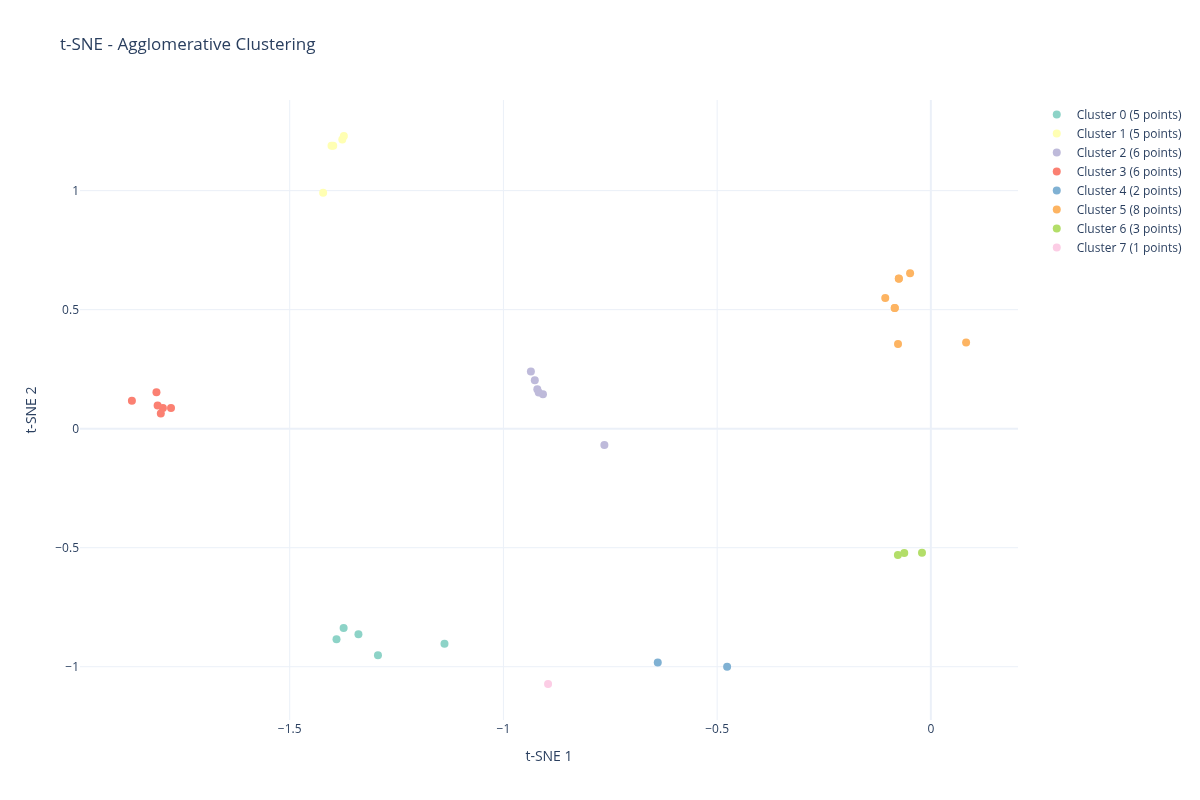 t-SNE - Agglomerative Clustering
Cluster 0 (5 points)
Cluster 1 (5 points)
Cluster 2 (6 points)
Cluster 3 (6 points)
Cluster 4 (2 points)
Cluster 5 (8 points)
Cluster 6 (3 points)
Cluster 7 (1 points)
1
0.5
0
−0.5
−1
t-SNE 2
−1.5
−1
−0.5
0
t-SNE 1